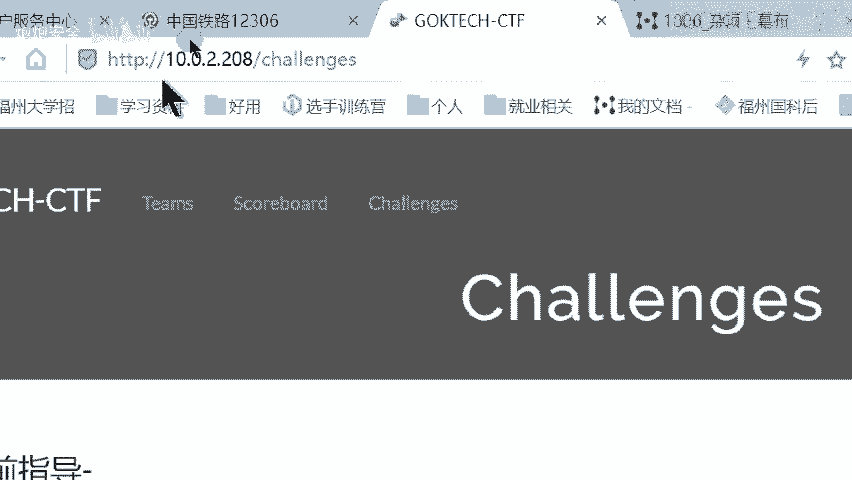 户服务中心 中国铁路12306 GOKTECH-CTF 1006_杂项
http://10.0.2.208/challenges
福州大学招 学习资 好用 选手训练营 个人 就业相关 我的文档 - 福州国科后
CH-CTF Teams Scoreboard Challenges
Challenges
前指导-